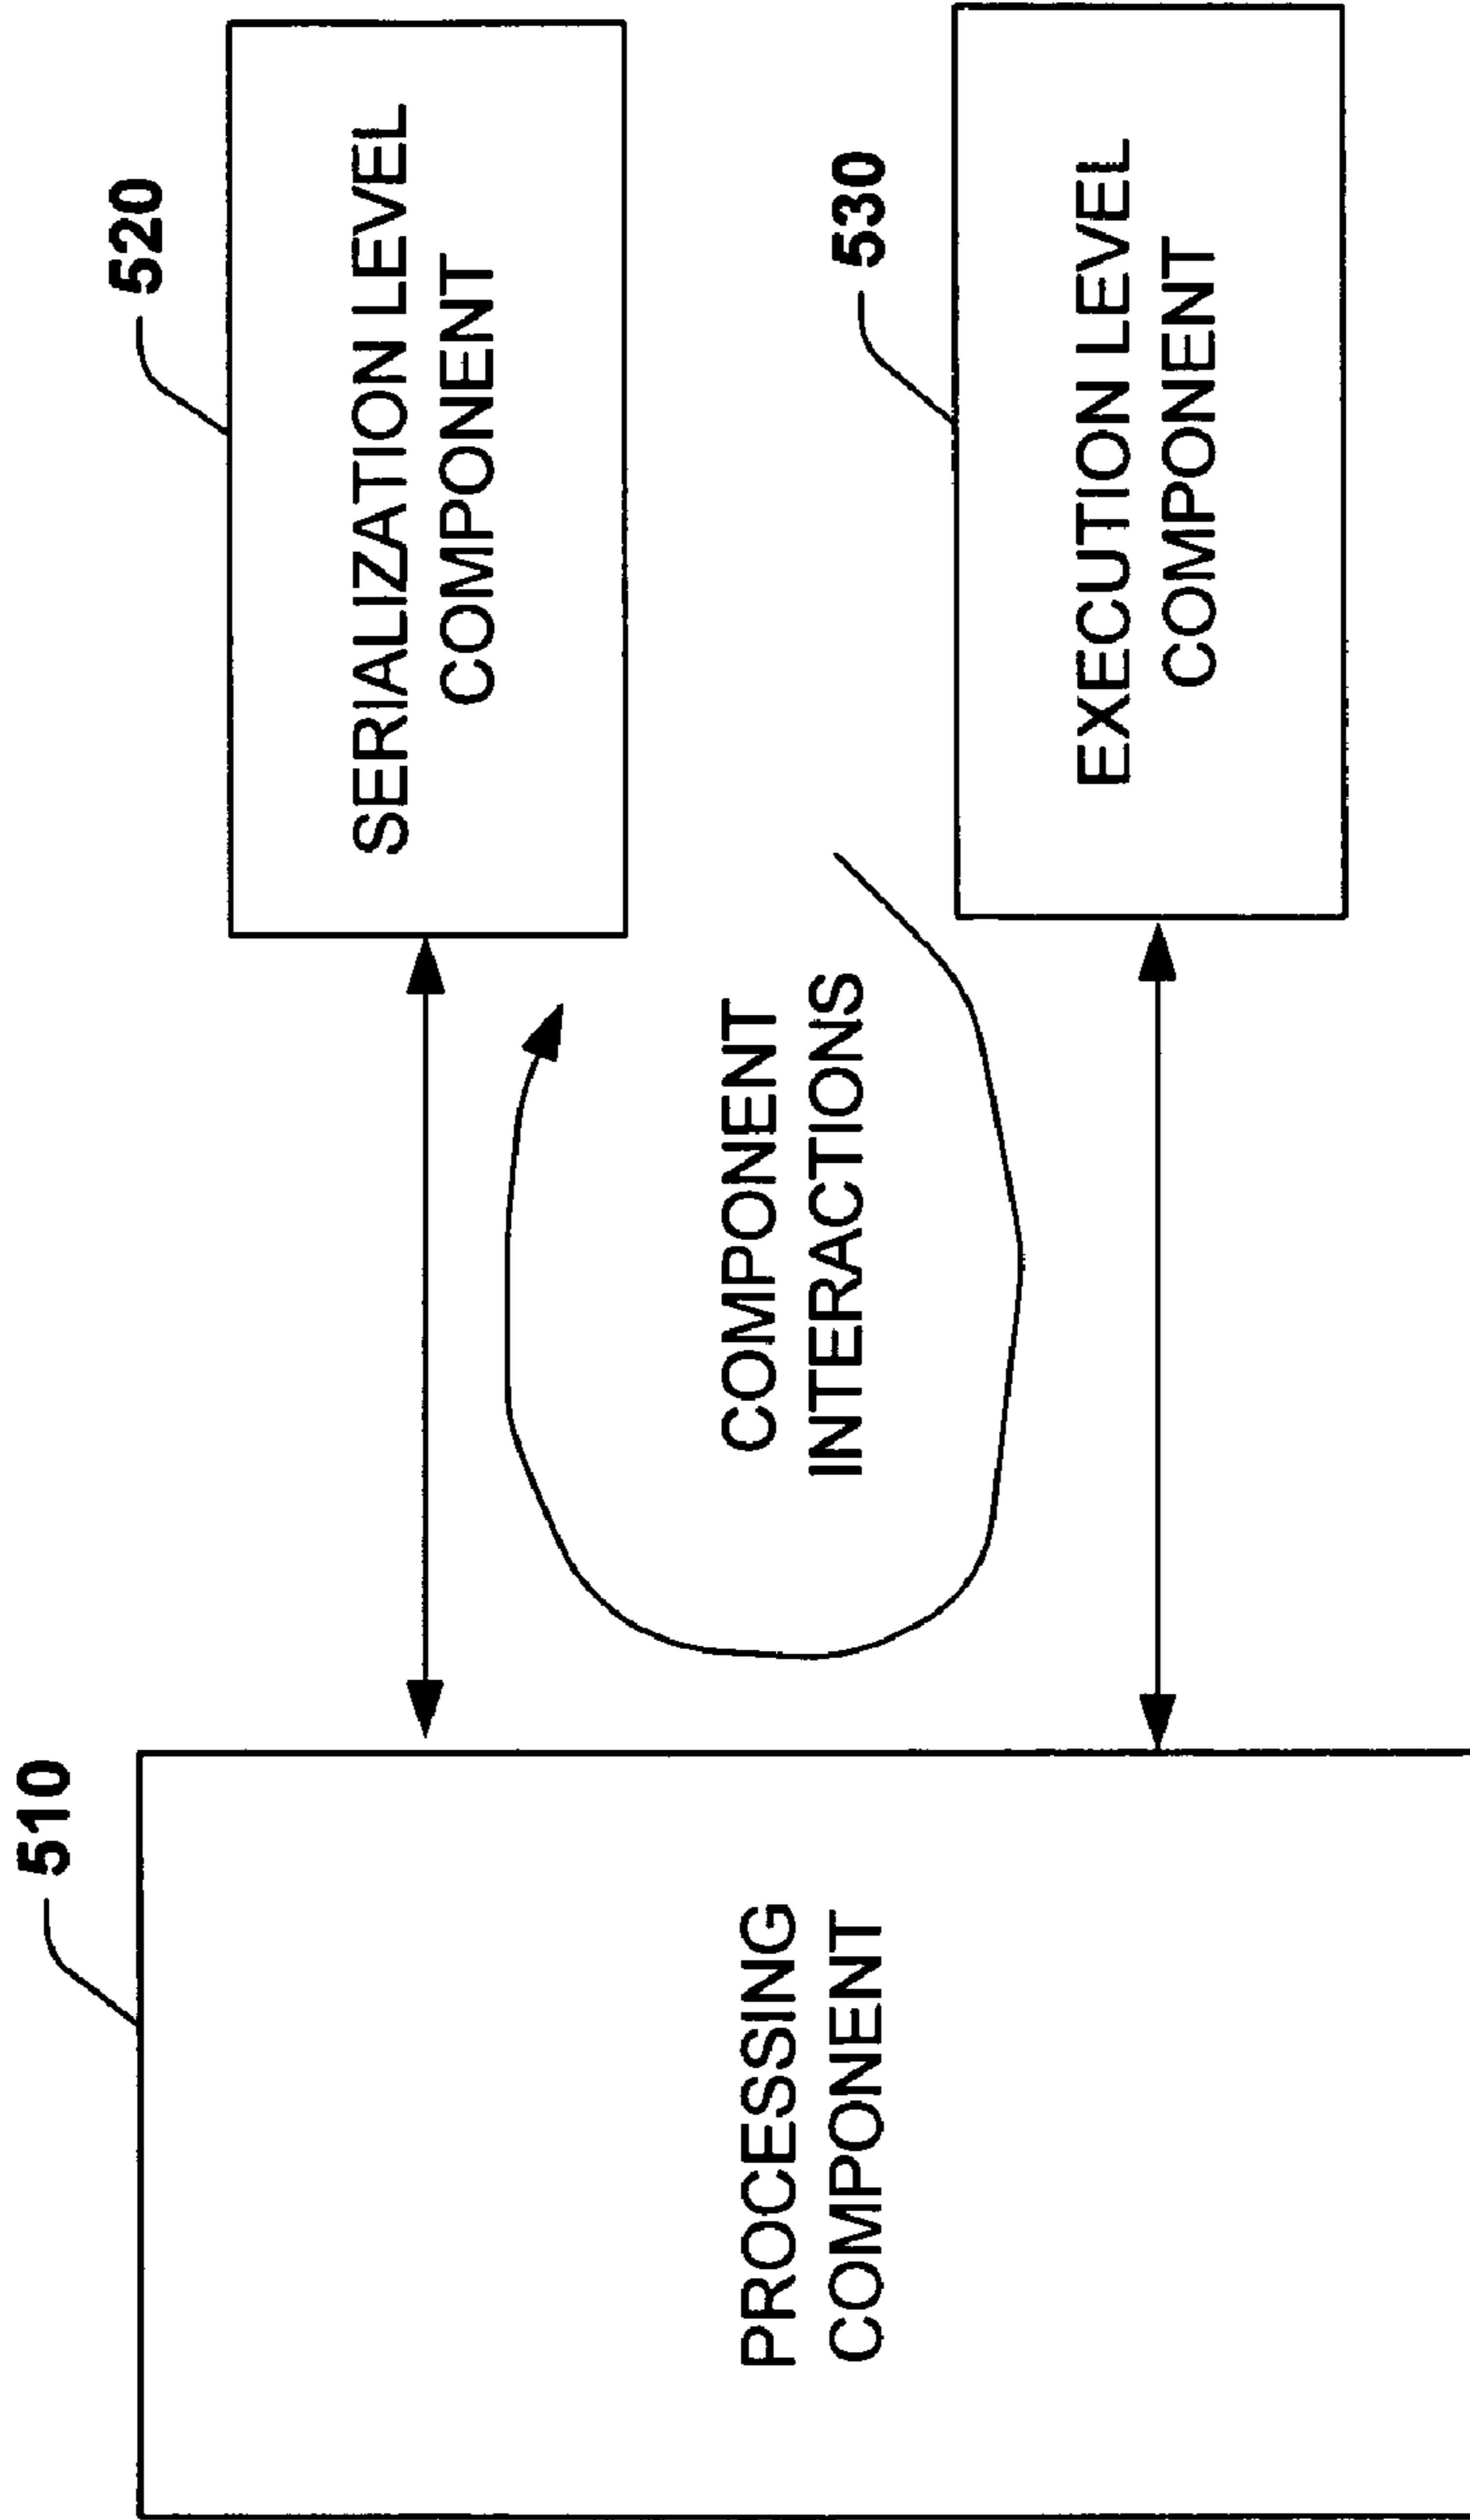 510
PROCESSING
COMPONENT
COMPONENT
INTERACTIONS
520
SERIALIZATION LEVEL
COMPONENT
530
EXECUTION LEVEL
COMPONENT